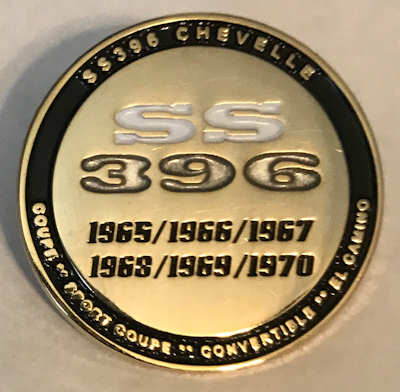 SS396 CHEVELLE
SS
396
1965/1966/1967
1968/1969/1970
COUPE •• SPORT COUPE •• CONVERTIBLE •• EL CAMINO